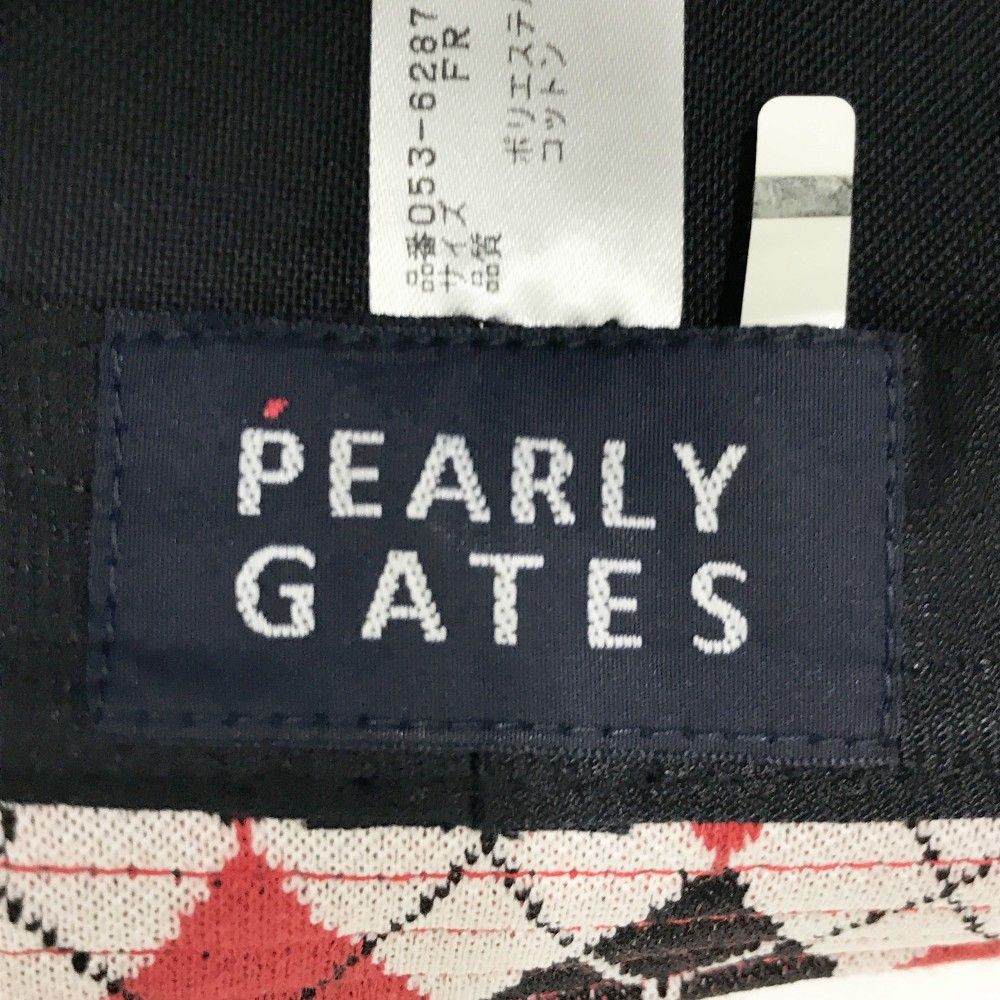 品番053-6287
サイズ FR
品質
ポリエステル
コットン
PEARLY
GATES